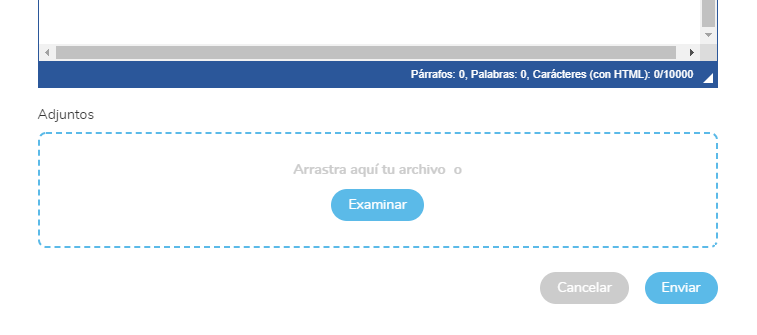 Párrafos: 0, Palabras: 0, Carácteres (con HTML): 0/10000
Adjuntos
Arrastra aquí tu archivo o
Examinar
Cancelar Enviar